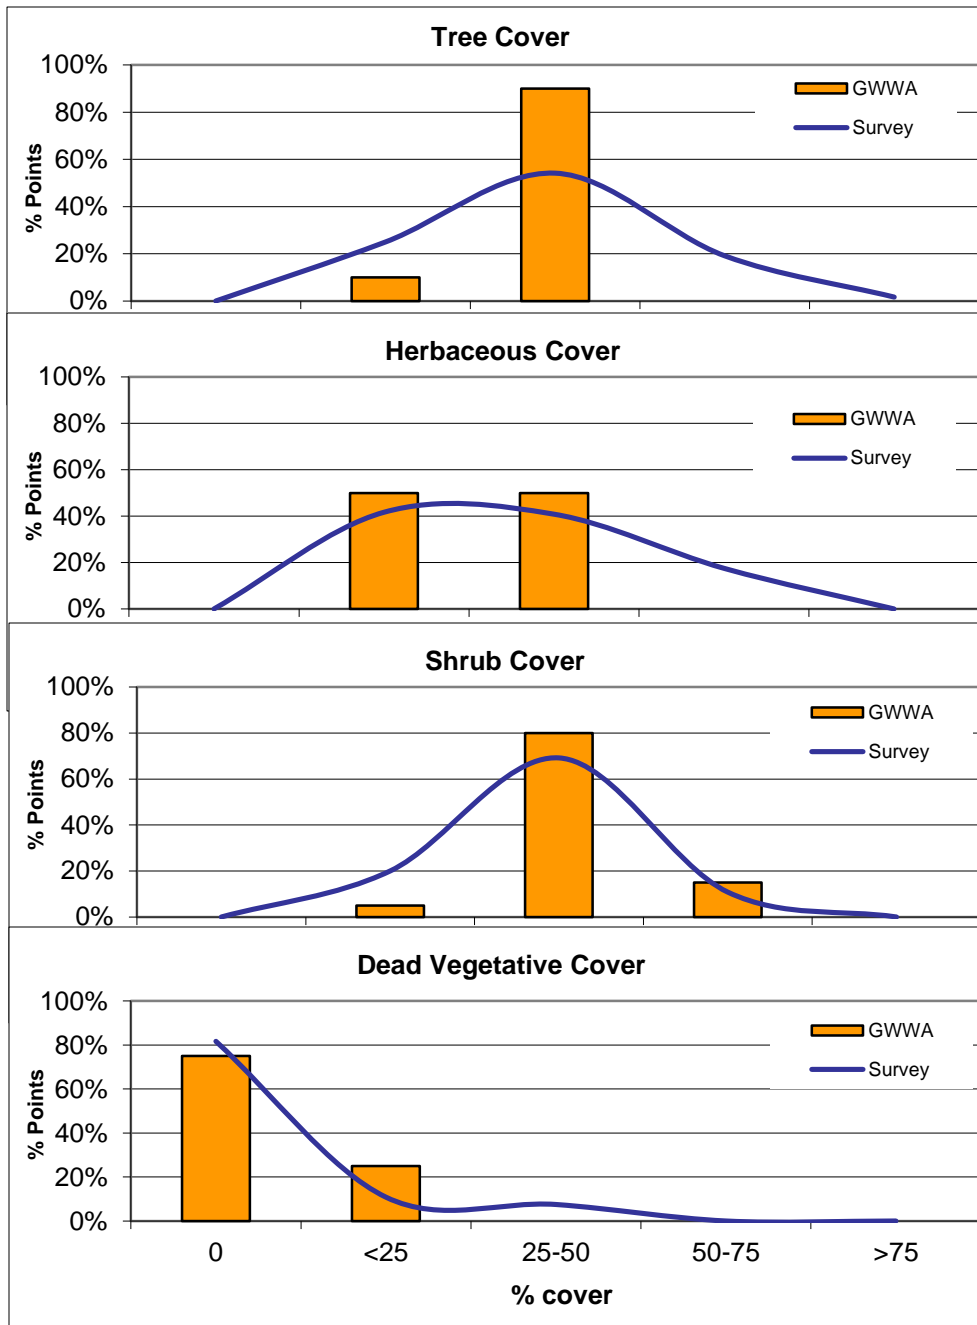 Tree Cover
100%
80%
60%
40%
20%
0%
% Points
GWWA
Survey
Herbaceous Cover
100%
80%
60%
40%
20%
0%
% Points
GWWA
Survey
Shrub Cover
100%
80%
60%
40%
20%
0%
% Points
GWWA
Survey
Dead Vegetative Cover
100%
80%
60%
40%
20%
0%
% Points
GWWA
Survey
0 <25 25-50 50-75 >75
% cover